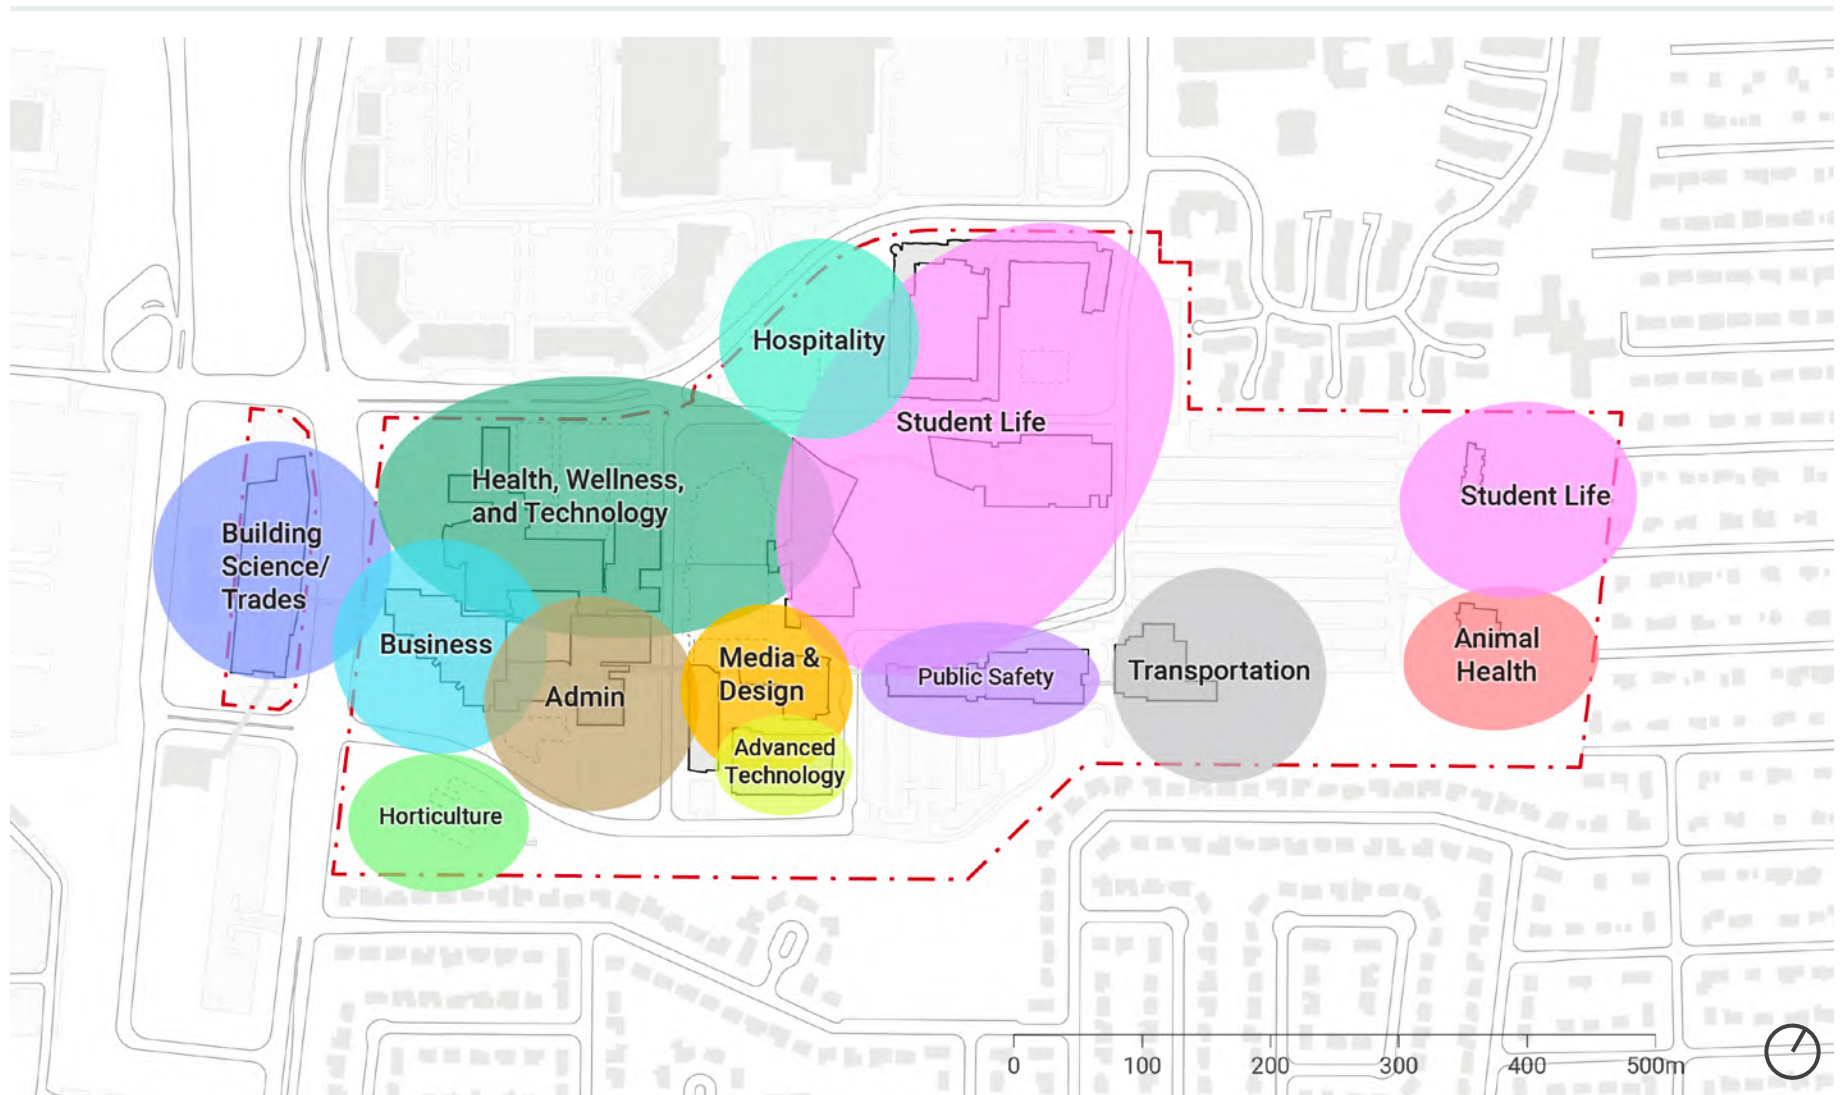 Hospitality
Student Life
Health, Wellness,
and Technology
Student Life
Building
Science/
Trades
Business
Admin
Media &
Design
Public Safety
Transportation
Animal
Health
Advanced
Technology
Horticulture
0
100
200
300
400
500m